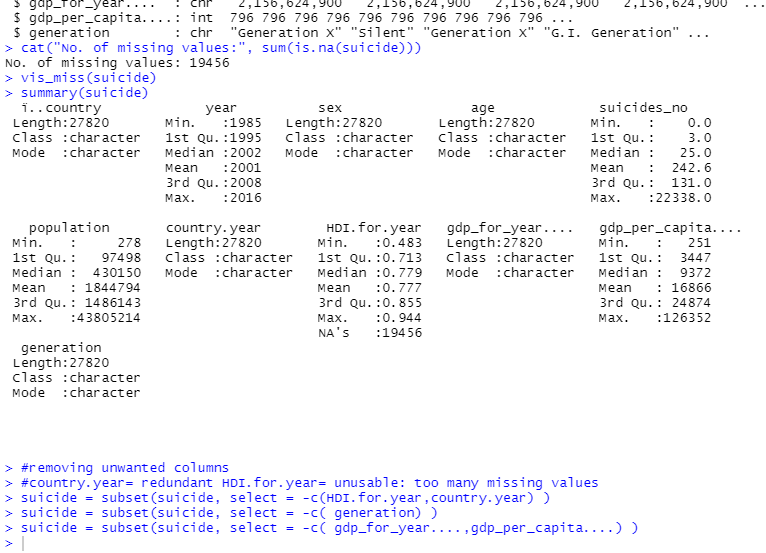 $ gdp_for_year.... : chr "2,156,624,900" "2,156,624,900" "2,156,624,900" "2,156,624,900" ...
$ gdp_per_capita....: int 796 796 796 796 796 796 796 796 796 796 ...
$ generation : chr "Generation X" "Silent" "Generation X" "G.I. Generation" ...
> cat("No. of missing values:", sum(is.na(suicide)))
No. of missing values: 19456
> vis_miss(suicide)
> summary(suicide)
ï..country year sex age suicides_no
Length:27820 Min. :1985 Length:27820 Length:27820 Min. : 0.0
Class :character 1st Qu.:1995 Class :character Class :character 1st Qu.: 3.0
Mode :character Median :2002 Mode :character Mode :character Median : 25.0
Mean :2001 Mean : 242.6
3rd Qu.:2008 3rd Qu.: 131.0
Max. :2016 Max. :22338.0
population country.year HDI.for.year gdp_for_year.... gdp_per_capita....
Min. : 278 Length:27820 Min. :0.483 Length:27820 Min. : 251
1st Qu.: 97498 Class :character 1st Qu.:0.713 Class :character 1st Qu.: 3447
Median : 430150 Mode :character Median :0.779 Mode :character Median : 9372
Mean : 1844794 Mean :0.777 Mean : 16866
3rd Qu.: 1486143 3rd Qu.:0.855 3rd Qu.: 24874
Max. :43805214 Max. :0.944 Max. :126352
NA's :19456
generation
Length:27820
Class :character
Mode :character
> #removing unwanted columns
> #country.year= redundant HDI.for.year= unusable: too many missing values
> suicide = subset(suicide, select = -c(HDI.for.year,country.year) )
> suicide = subset(suicide, select = -c( generation) )
> suicide = subset(suicide, select = -c( gdp_for_year....,gdp_per_capita....) )
>